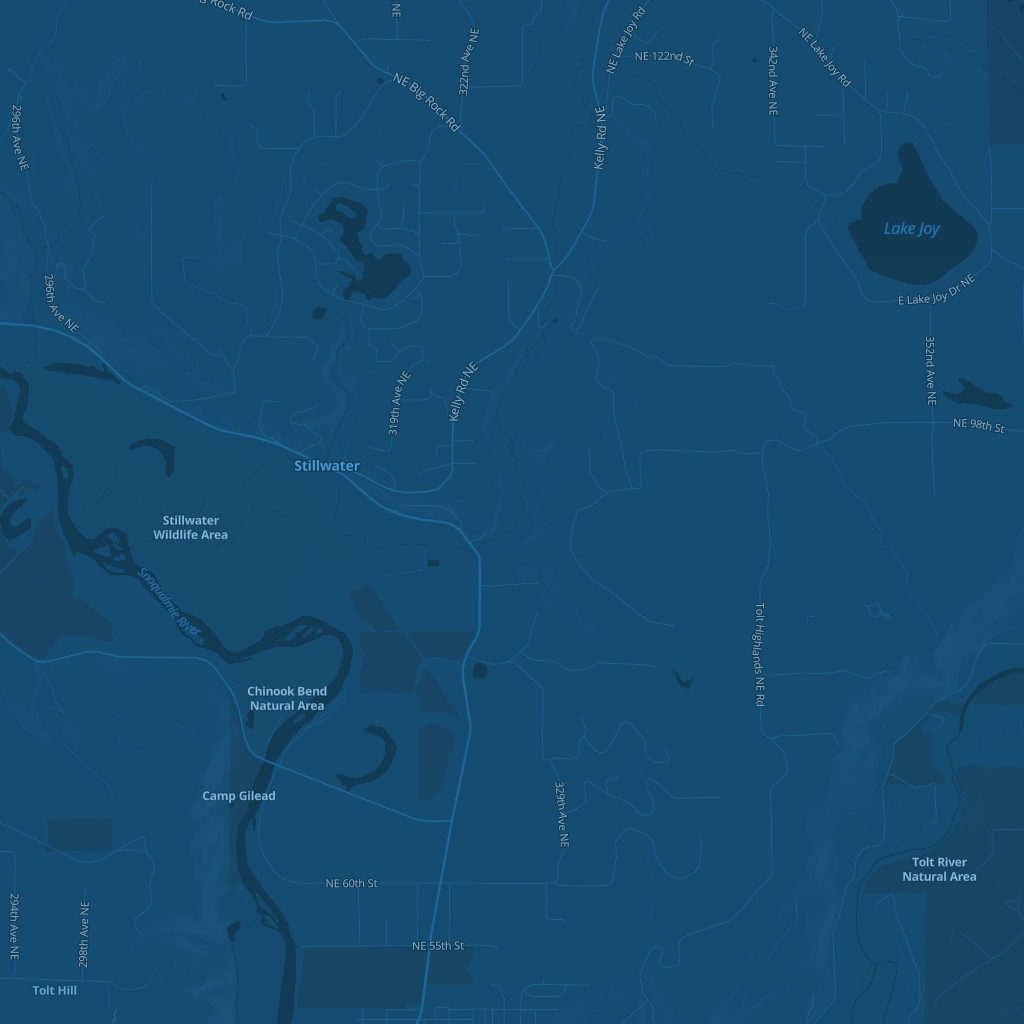 g Rock Rd
NE
322nd Ave NE
NE Big Rock Rd
NE Lake Joy Rd
NE 122nd St
342nd Ave NE
NE Lake Joy Rd
296th Ave NE
Kelly Rd NE
Lake Joy
E Lake Joy Dr NE
296th Ave NE
352nd Ave NE
319th Ave NE
Kelly Rd NE
NE 98th St
Stillwater
Stillwater
Wildlife Area
Snoqualmie River
Tolt Highlands NE Rd
Chinook Bend
Natural Area
Camp Gilead
329th Ave NE
Tolt River
Natural Area
NE 60th St
294th Ave NE
298th Ave NE
NE 55th St
Tolt Hill